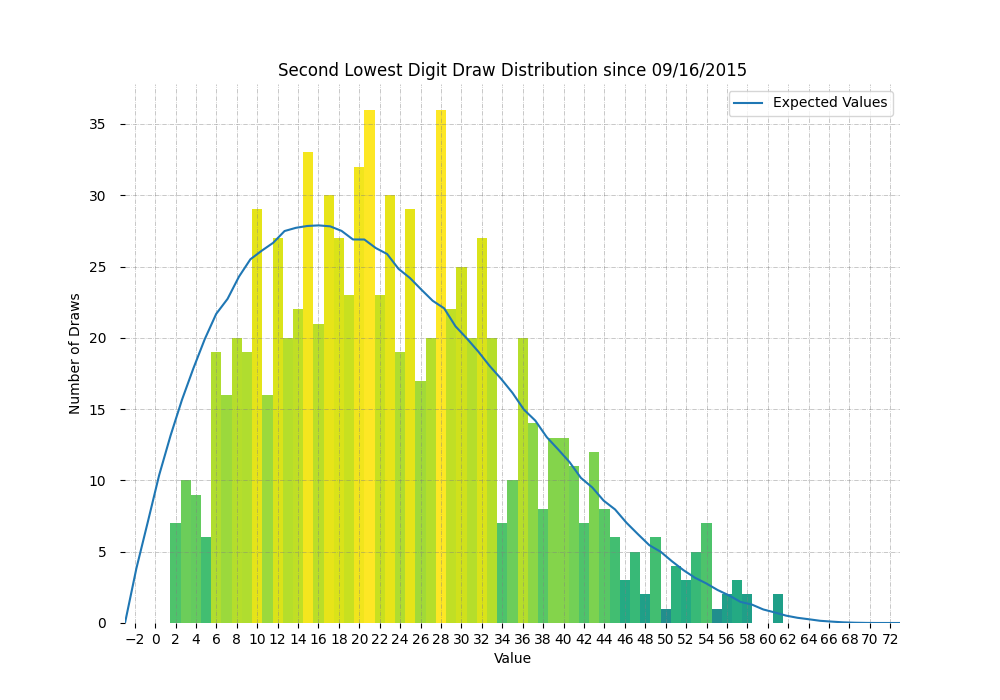 Second Lowest Digit Draw Distribution since 09/16/2015
Expected Values
35
30
25
20
15
10
5
0
Number of Draws
−2 0 2 4 6 8 10 12 14 16 18 20 22 24 26 28 30 32 34 36 38 40 42 44 46 48 50 52 54 56 58 60 62 64 66 68 70 72
Value